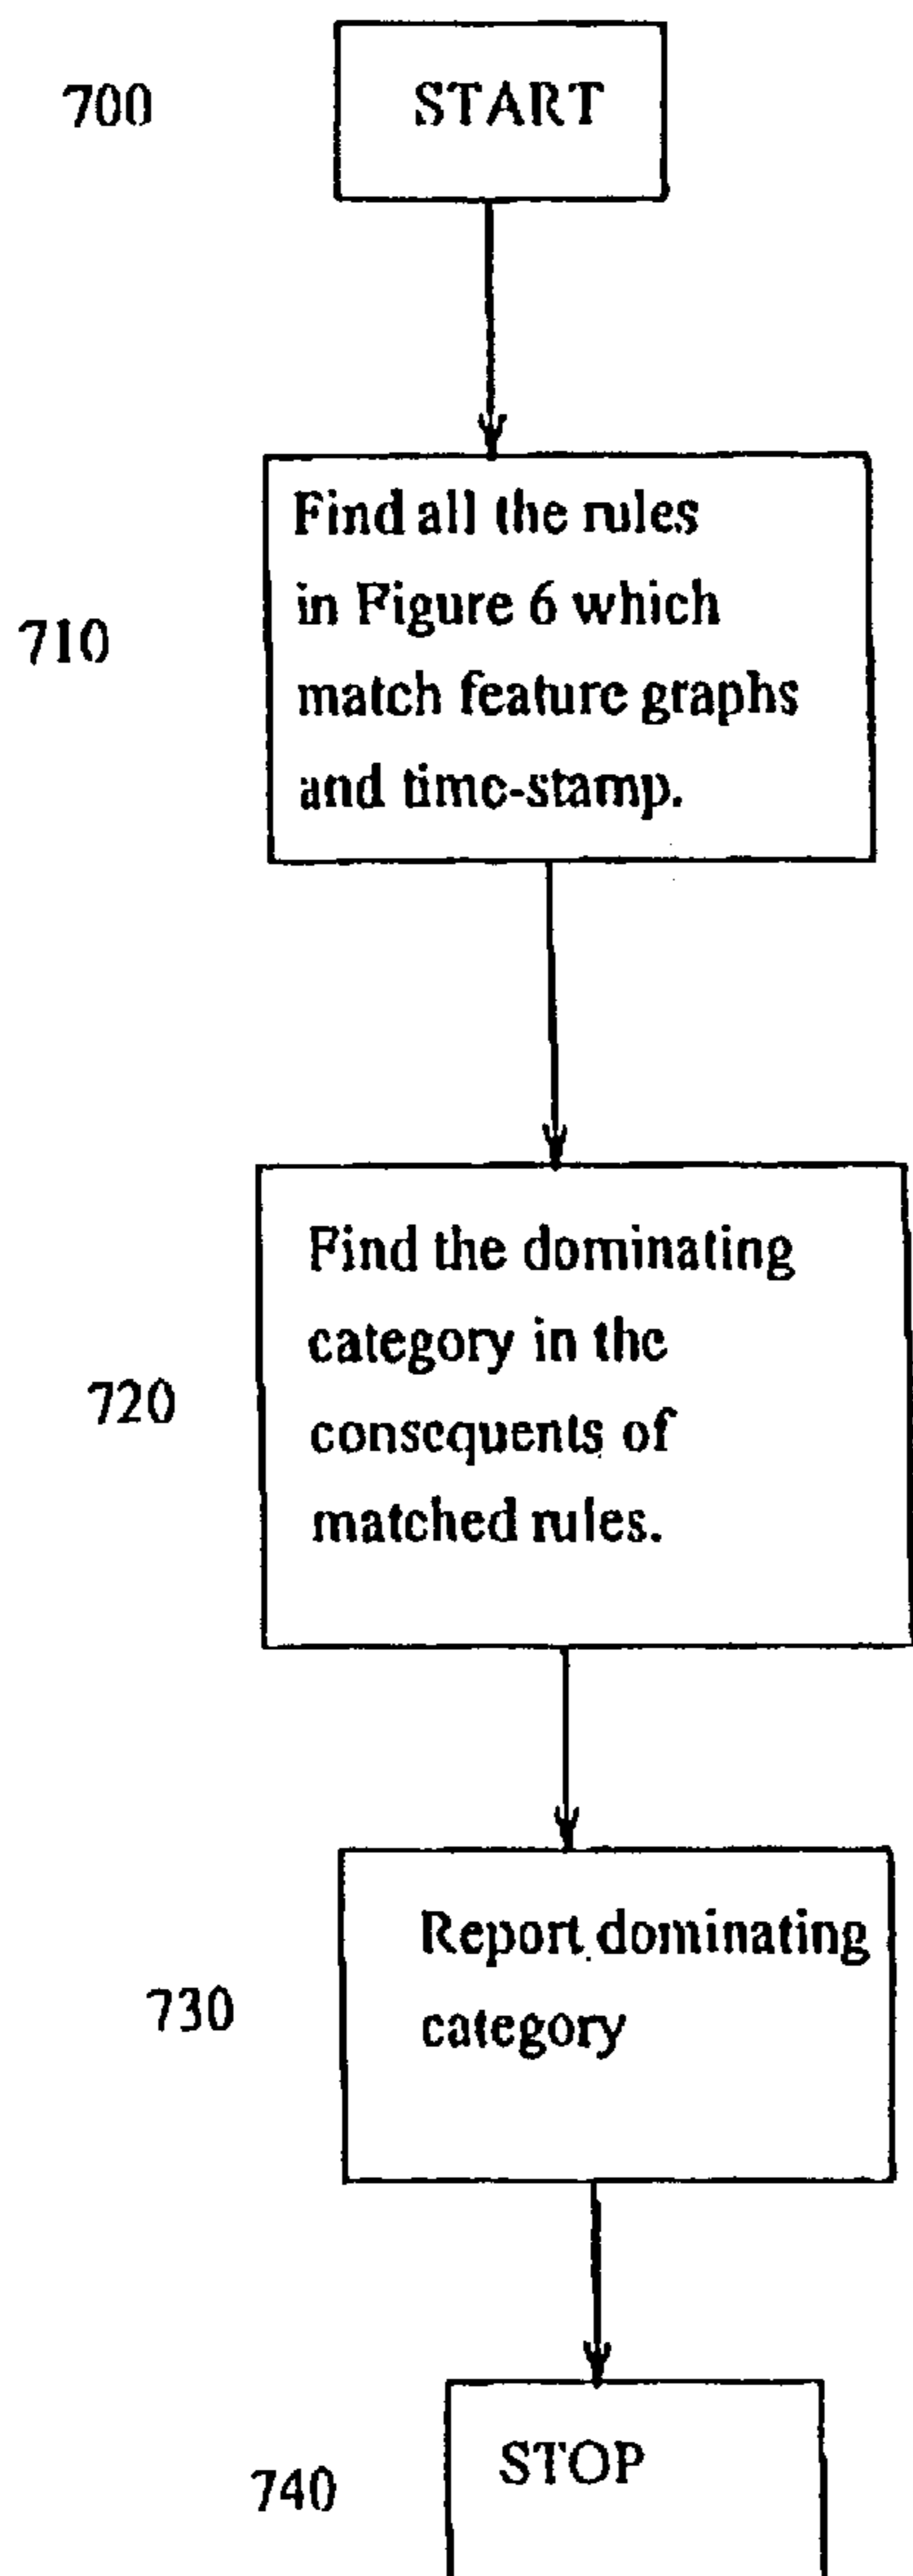 700
START
710
Find all the rules
in Figure 6 which
match feature graphs
and time-stamp.
720
Find the dominating
category in the
consequents of
matched rules.
730
Report dominating
category
740
STOP